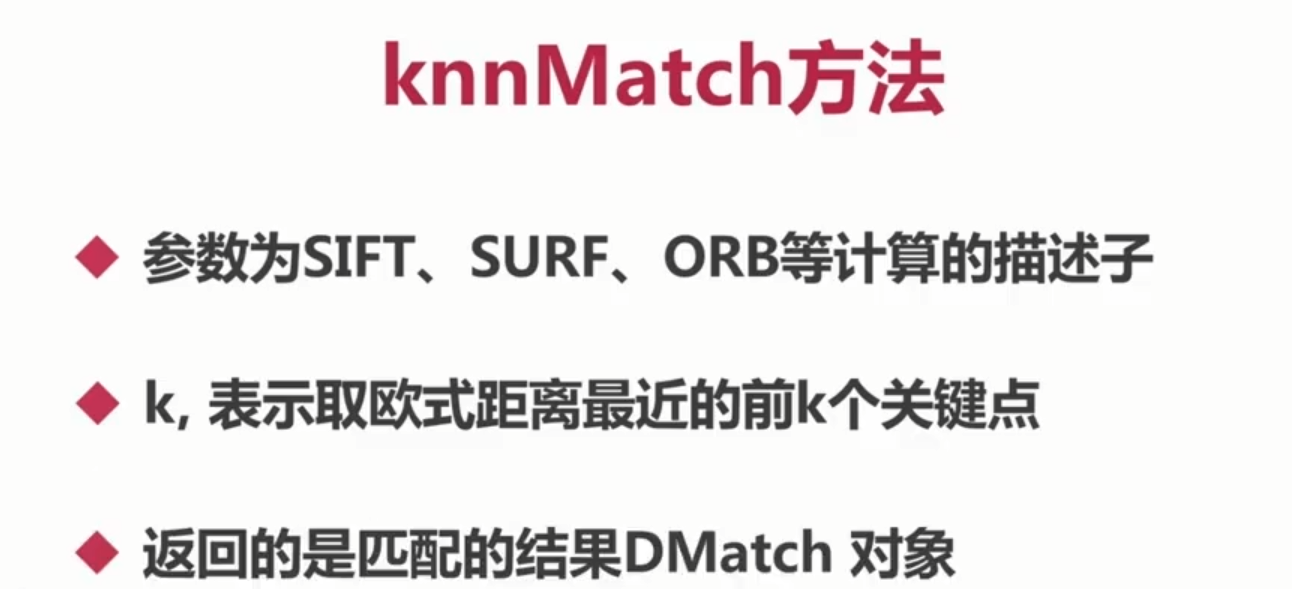 knnMatch方法
参数为SIFT、SURF、ORB等计算的描述子
k, 表示取欧式距离最近的前k个关键点
返回的是匹配的结果DMatch 对象